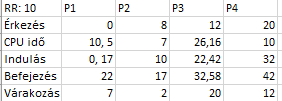 RR: 10 P1 P2 P3 P4
Érkezés 0 8 12 20
CPU idő 10, 5 7 26,16 10
Indulás 0, 17 10 22,42 32
Befejezés 22 17 32,58 42
Várakozás 7 2 20 12